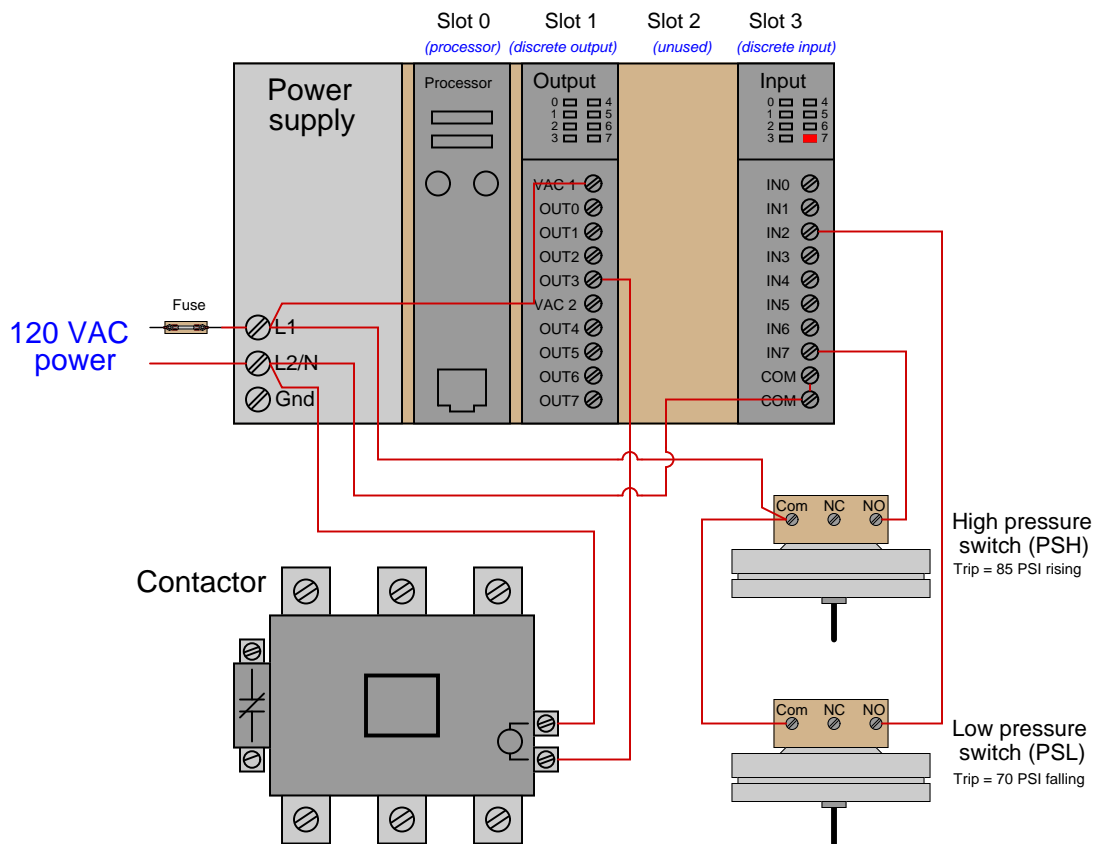 Slot 0 Slot 1 Slot 2 Slot 3
(processor) (discrete output) (unused) (discrete input)
Power
supply
Processor
Output
0 4
1 5
2 6
3 7
Input
0 4
1 5
2 6
3 7
VAC 1
OUT0
OUT1
OUT2
OUT3
VAC 2
OUT4
OUT5
OUT6
OUT7
IN0
IN1
IN2
IN3
IN4
IN5
IN6
IN7
COM
COM
Fuse
120 VAC
power
L1
L2/N
Gnd
Com NC NO
High pressure
switch (PSH)
Trip = 85 PSI rising
Contactor
Com NC NO
Low pressure
switch (PSL)
Trip = 70 PSI falling